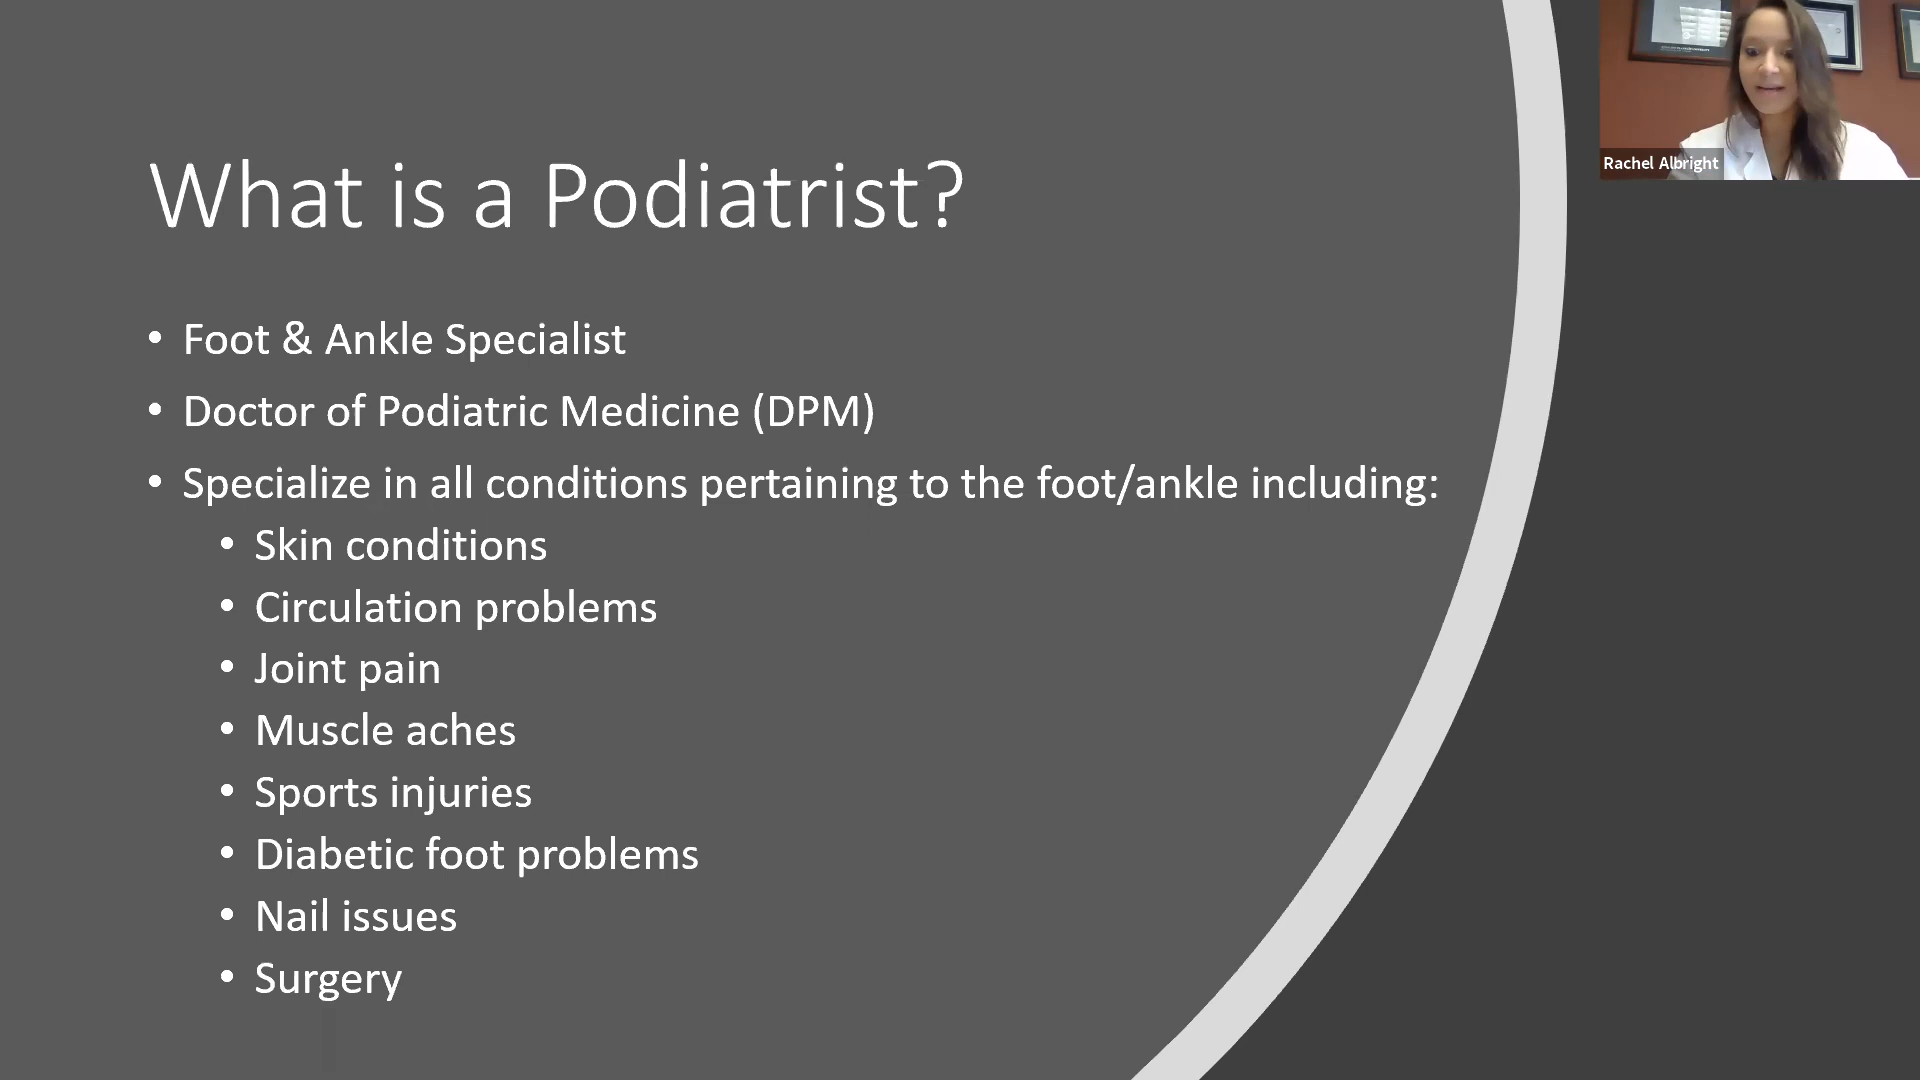 What is a Podiatrist?
• Foot & Ankle Specialist
• Doctor of Podiatric Medicine (DPM)
• Specialize in all conditions pertaining to the foot/ankle including:
• Skin conditions
• Circulation problems
• Joint pain
• Muscle aches
• Sports injuries
• Diabetic foot problems
• Nail issues
• Surgery
Rachel Albright